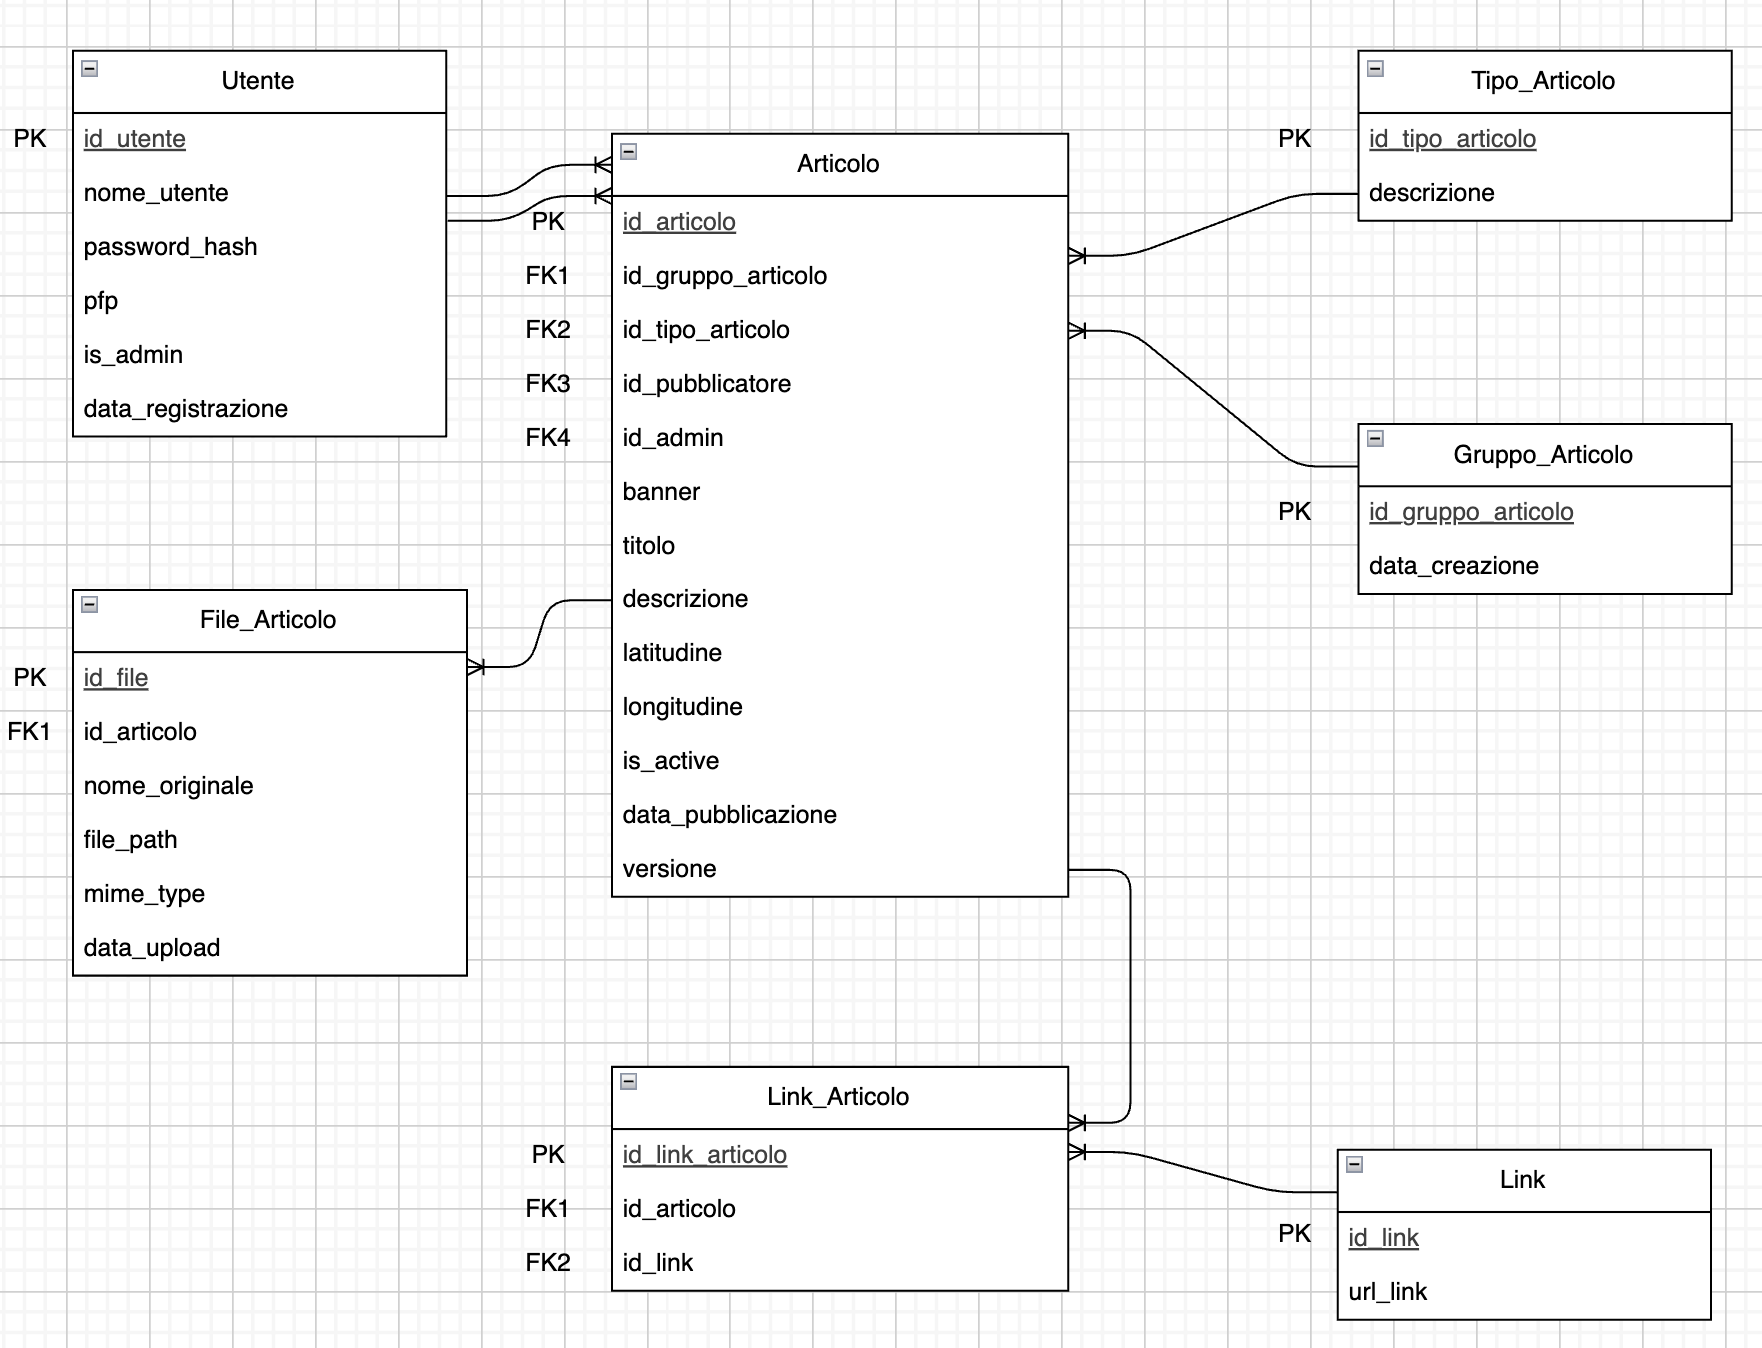 Utente
PK id_utente
nome_utente
password_hash
pfp
is_admin
data_registrazione
Articolo
PK id_articolo
FK1 id_gruppo_articolo
FK2 id_tipo_articolo
FK3 id_pubblicatore
FK4 id_admin
banner
titolo
descrizione
latitudine
longitudine
is_active
data_pubblicazione
versione
Tipo_Articolo
PK id_tipo_articolo
descrizione
Gruppo_Articolo
PK id_gruppo_articolo
data_creazione
File_Articolo
PK id_file
FK1 id_articolo
nome_originale
file_path
mime_type
data_upload
Link_Articolo
PK id_link_articolo
FK1 id_articolo
FK2 id_link
Link
PK id_link
url_link